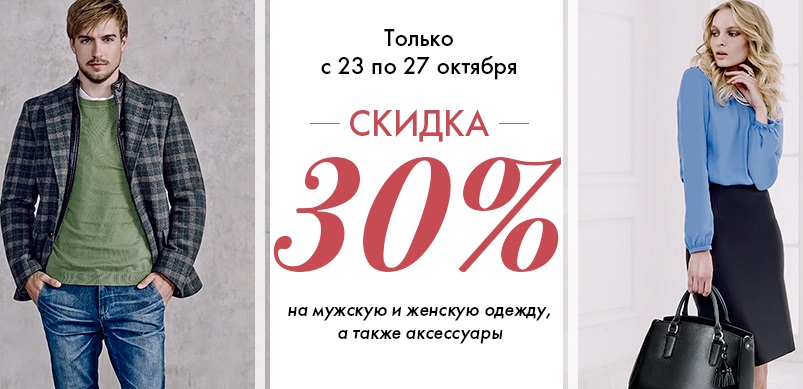 Только
с 23 по 27 октября
СКИДКА
30%
на мужскую и женскую одежду,
а также аксессуары